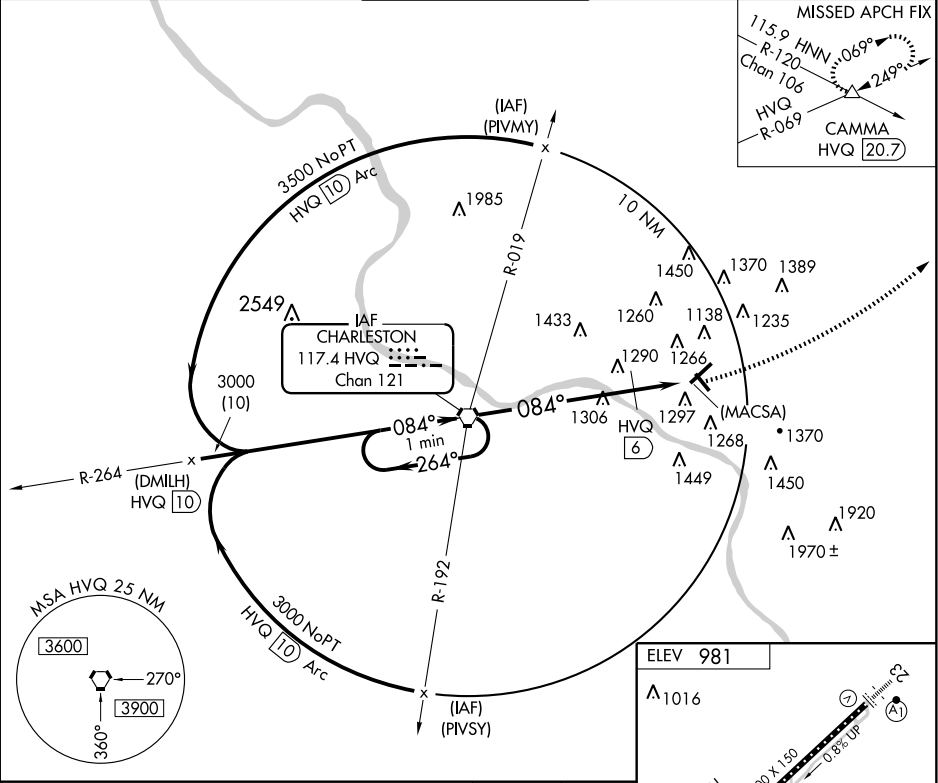 MISSED APCH FIX
115.9 HNN
R-120
Chan 106
069°
249°
HVQ
R-069
CAMMA
HVQ 20.7
(IAF)
(PIVMY)
3500 NoPT
HVQ 10 Arc
1985
10 NM
R-019
1450
1370
1389
2549
1260
1138
1235
1433
IAF
CHARLESTON
117.4 HVQ
Chan 121
1290
1266
3000
(10)
084°
1 min
264°
084°
1306
1297
(MACSA)
HVQ
6
1268
1370
R-264
(DMILH)
HVQ 10
1449
1450
1920
1970 ±
R-192
MSA HVQ 25 NM
3600
270°
3900
360°
3000 NoPT
HVQ 10 Arc
(IAF)
(PIVSY)
ELEV 981
1016
23
V
A1
0.8% UP
00 X 150